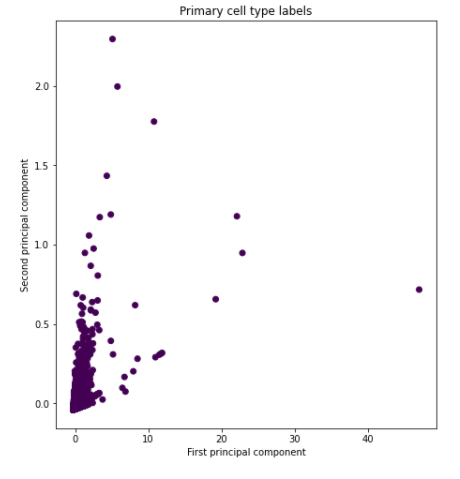 Primary cell type labels
2.0
1.5
1.0
0.5
0.0
Second principal component
0 10 20 30 40
First principal component